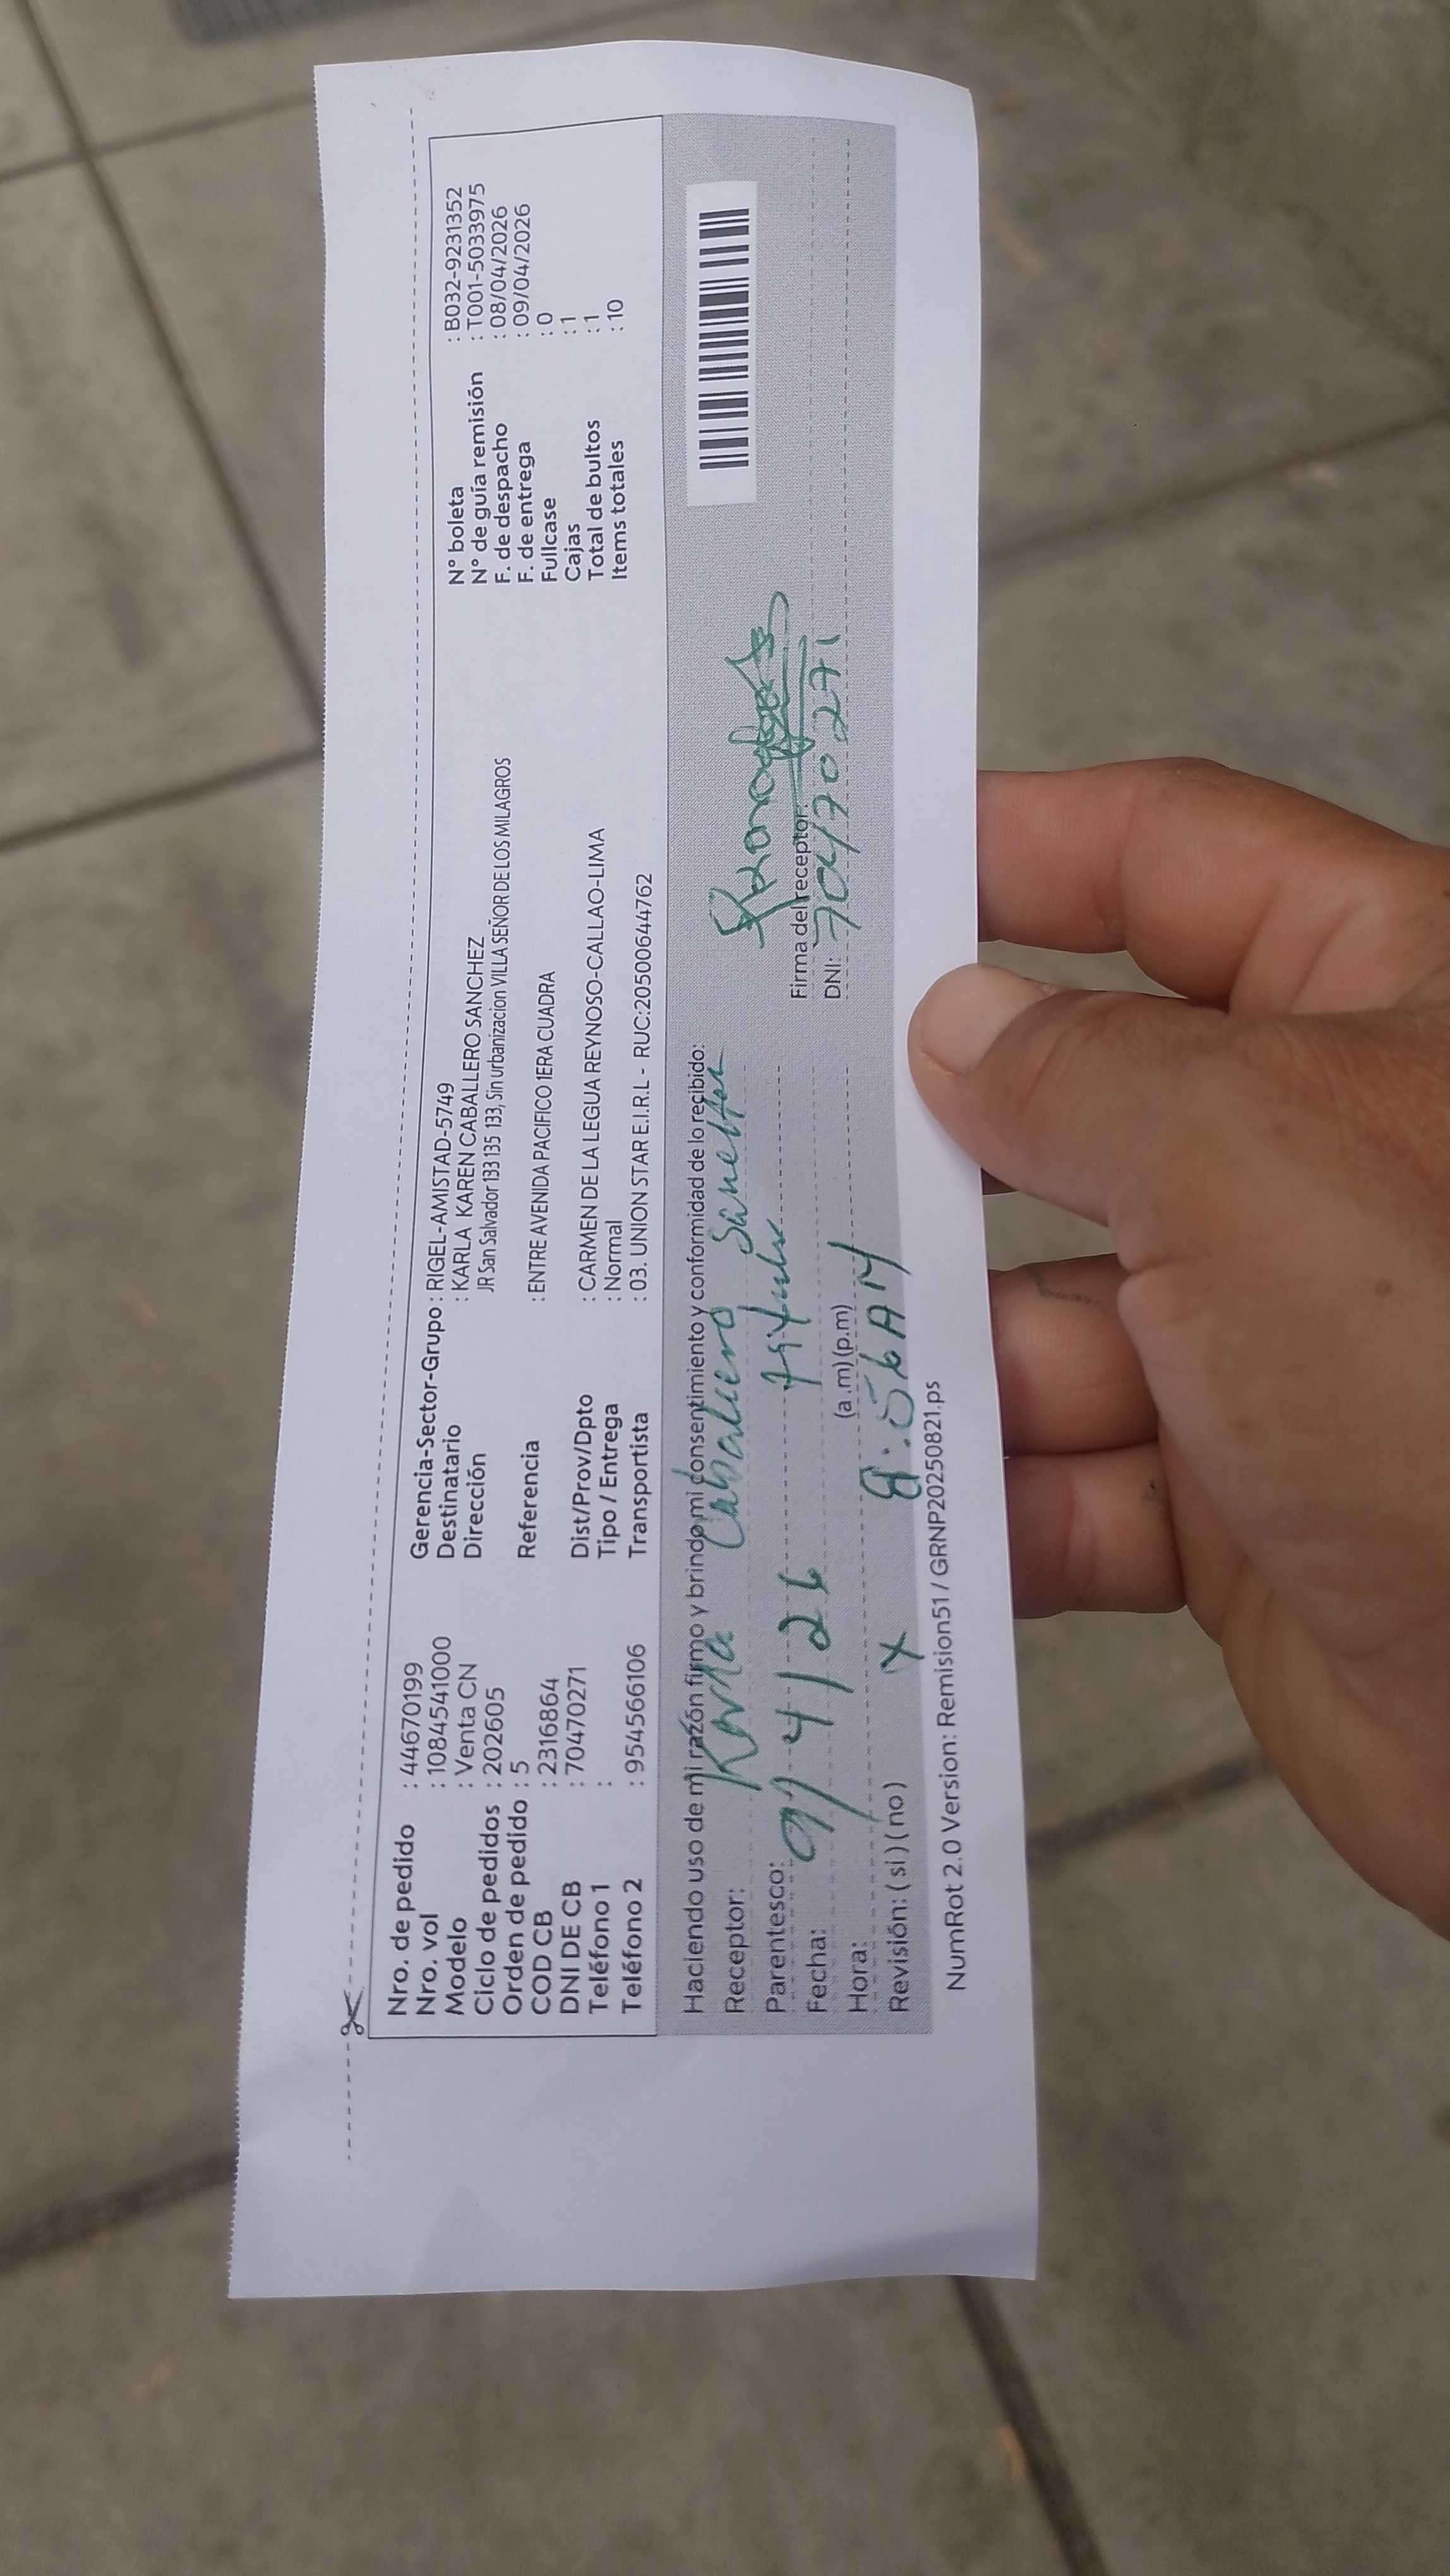 Nro. de pedido : 44670199
Nro. vol : 1084541000
Modelo : Venta CN
Ciclo de pedidos : 202605
Orden de pedido : 5
COD CB : 2316864
DNI DE CB : 70470271
Teléfono 1 :
Teléfono 2 : 954566106
Gerencia-Sector-Grupo : RIGEL-AMISTAD-5749
Destinatario : KARLA KAREN CABALLERO SANCHEZ
Dirección JR San Salvador 133 135 133, Sin urbanizacion VILLA SEÑOR DE LOS MILAGROS
Referencia : ENTRE AVENIDA PACIFICO 1ERA CUADRA
Dist/Prov/Dpto : CARMEN DE LA LEGUA REYNOSO-CALLAO-LIMA
Tipo / Entrega : Normal
Transportista : 03. UNION STAR E.I.R.L - RUC:20500644762
N° boleta : B032-9231352
N° de guía remisión : T001-5033975
F. de despacho : 08/04/2026
F. de entrega : 09/04/2026
Fullcase : 0
Cajas : 1
Total de bultos : 1
Items totales : 10
Haciendo uso de mi razón firmo y brindo mi consentimiento y conformidad de lo recibido:
Receptor: Karla Caballero Sanchez
Parentesco: titular
Fecha: 9/4/26
Hora: (a.m) (p.m)
Revisión: ( si ) ( no ) x 8:56 AM
Firma del receptor:
DNI: 70470271
NumRot 2.0 Version: Remision51 / GRNP20250821.ps